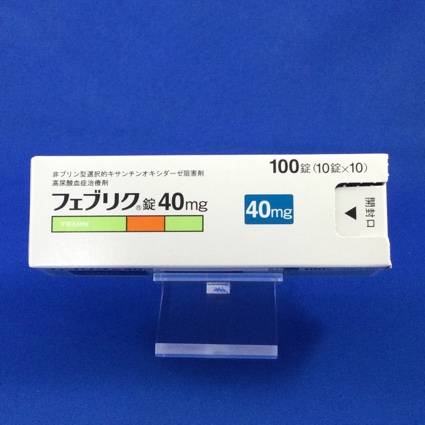 非プリン型選択的キサンチンオキシダーゼ阻害剤
高尿酸血症治療剤
フェブリク®錠40mg
40mg
100錠(10錠×10)
開封口